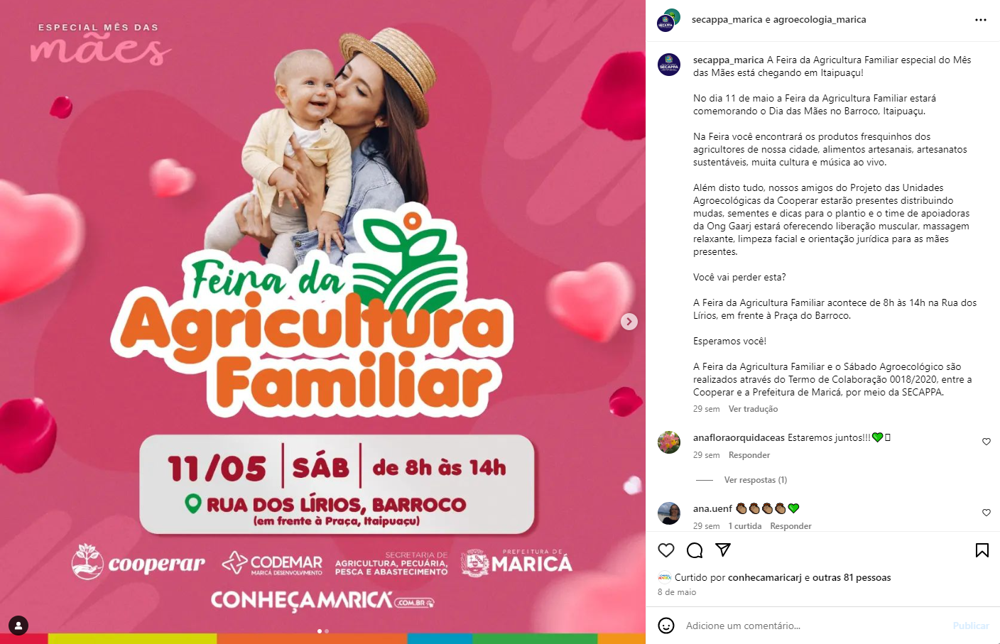 ESPECIAL MÊS DAS
mães
Feira da
Agricultura
Familiar
11/05 SÁB de 8h às 14h
RUA DOS LÍRIOS, BARROCO
(em frente à Praça, Itaipuaçu)
cooperar
CODEMAR
MARICÁ DESENVOLVIMENTO
SECRETARIA DE
AGRICULTURA, PECUÁRIA,
PESCA E ABASTECIMENTO
PREFEITURA DE
MARICÁ
CONHEÇAMARICÁ .COM.BR
secappa_marica e agroecologia_marica
SECAPPA
secappa_marica A Feira da Agricultura Familiar especial do Mês
das Mães está chegando em Itaipuaçu!
No dia 11 de maio a Feira da Agricultura Familiar estará
comemorando o Dia das Mães no Barroco, Itaipuaçu.
Na Feira você encontrará os produtos fresquinhos dos
agricultores de nossa cidade, alimentos artesanais, artesanatos
sustentáveis, muita cultura e música ao vivo.
Além disto tudo, nossos amigos do Projeto das Unidades
Agroecológicas da Cooperar estarão presentes distribuindo
mudas, sementes e dicas para o plantio e o time de apoiadoras
da Ong Gaarj estará oferecendo liberação muscular, massagem
relaxante, limpeza facial e orientação jurídica para as mães
presentes.
Você vai perder esta?
A Feira da Agricultura Familiar acontece de 8h às 14h na Rua dos
Lírios, em frente à Praça do Barroco.
Esperamos você!
A Feira da Agricultura Familiar e o Sábado Agroecológico são
realizados através do Termo de Colaboração 0018/2020, entre a
Cooperar e a Prefeitura de Maricá, por meio da SECAPPA.
29 sem Ver tradução
anafloraorquidaceas Estaremos juntos!!!💚
29 sem Responder
Ver respostas (1)
ana.uenf 👏🏽👏🏽👏🏽👏🏽💚
29 sem 1 curtida Responder
Curtido por conhecamaricarj e outras 81 pessoas
8 de maio
Adicione um comentário...
Publicar